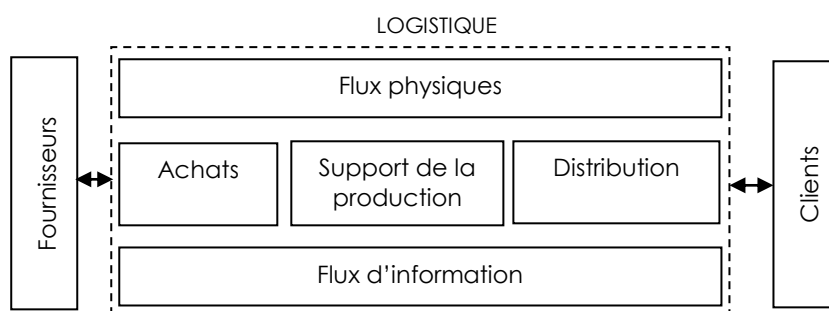 LOGISTIQUE
Fournisseurs
Flux physiques
Achats
Support de la
production
Distribution
Flux d'information
Clients